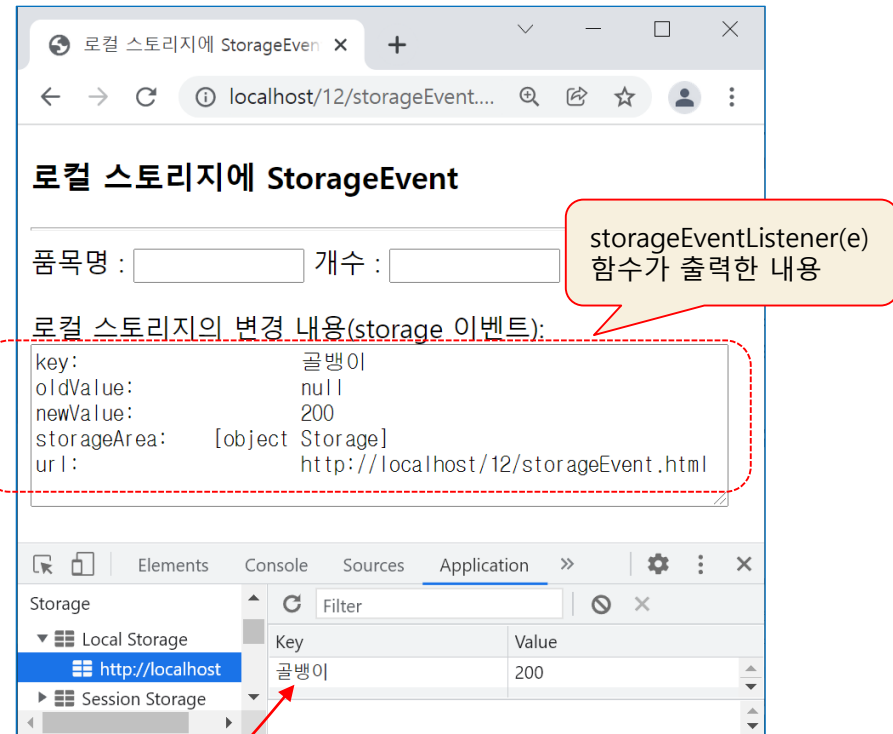 로컬 스토리지에 StorageEven
localhost/12/storageEvent....
로컬 스토리지에 StorageEvent
storageEventListener(e)
함수가 출력한 내용
품목명 : 개수 :
로컬 스토리지의 변경 내용(storage 이벤트):
key: 골뱅이
oldValue: null
newValue: 200
storageArea: [object Storage]
url: http://localhost/12/storageEvent.html
Elements Console Sources Application »
Storage
Filter
Local Storage
Key Value
http://localhost
골뱅이 200
Session Storage